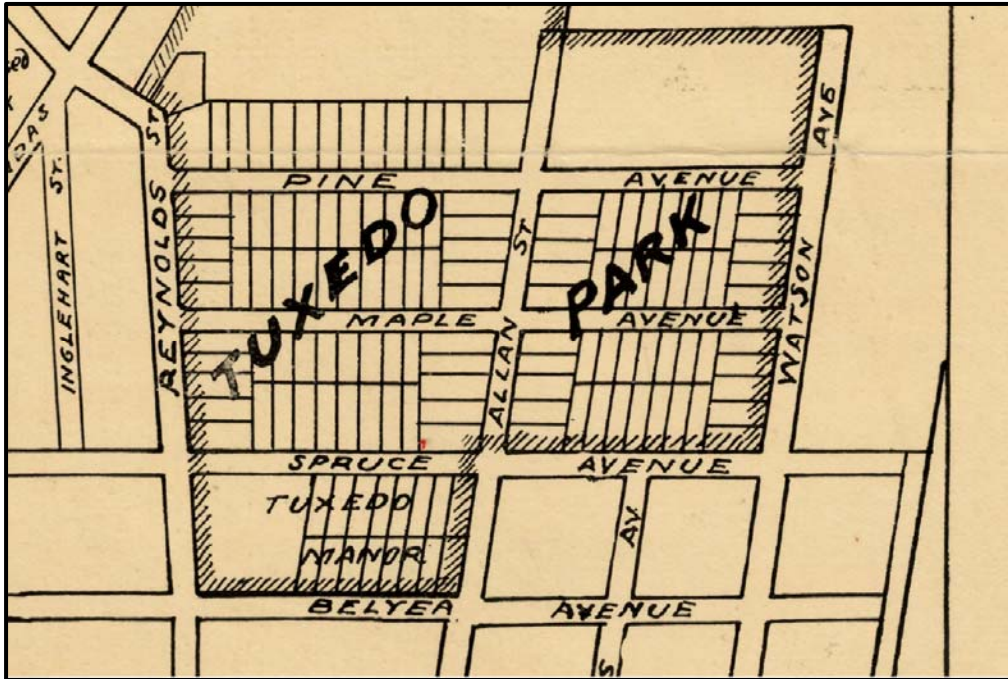 REYNOLDS ST
INGLEHART ST.
PINE AVENUE
WATSON AVE
TUXEDO PARK
ALLAN ST
MAPLE AVENUE
SPRUCE AVENUE
TUXEDO
MANOR
AV.
BELYEA AVENUE
S